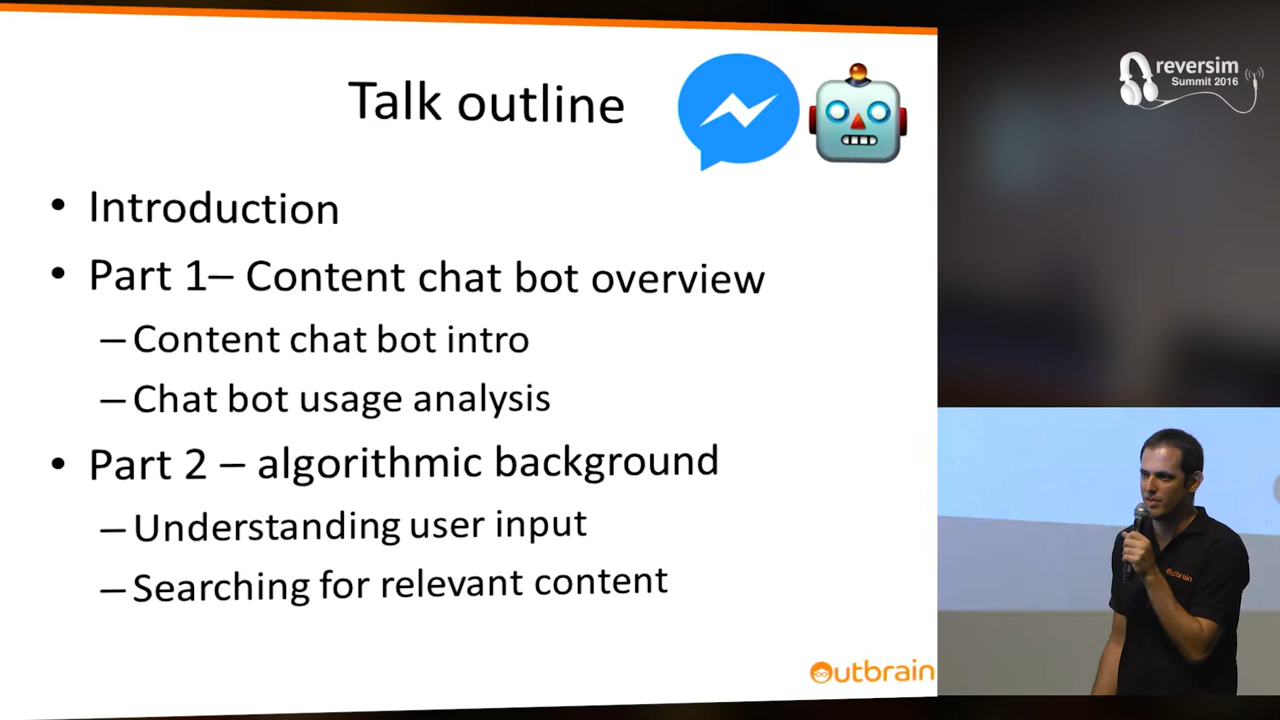 Talk outline
reversim
Summit 2016
• Introduction
• Part 1– Content chat bot overview
– Content chat bot intro
– Chat bot usage analysis
• Part 2 – algorithmic background
– Understanding user input
– Searching for relevant content
Outbrain
Outbrain